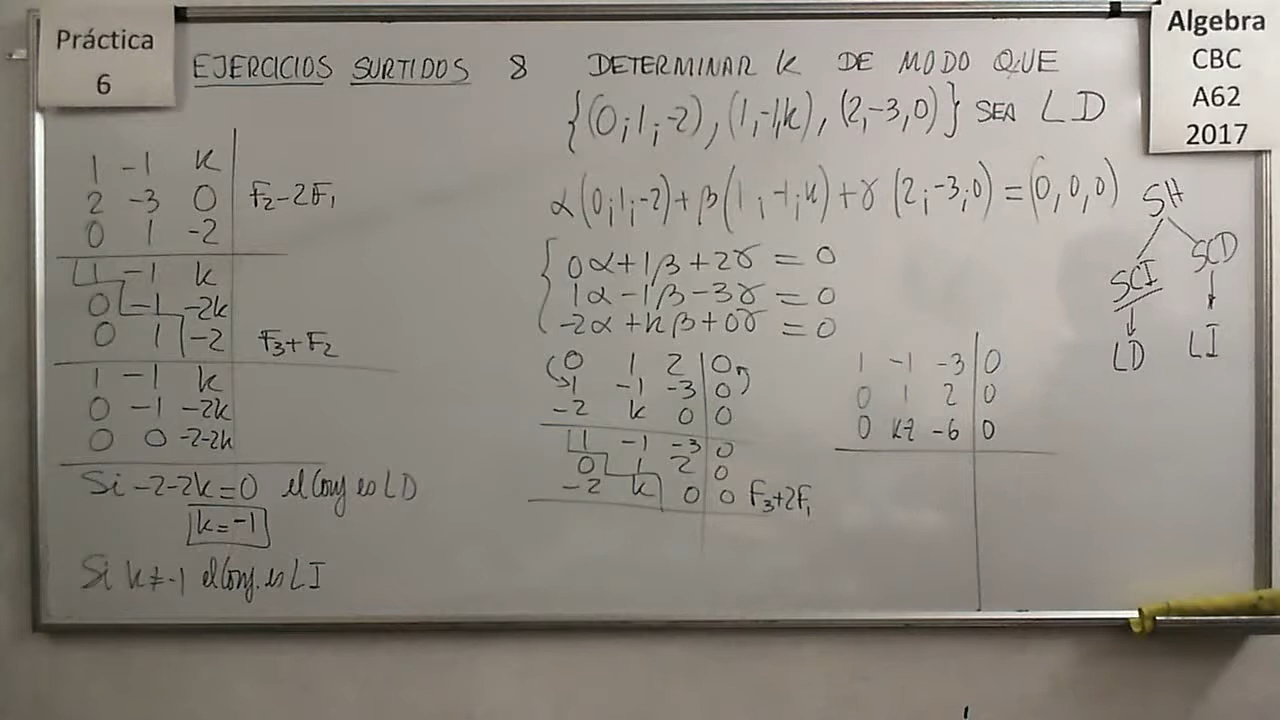 Práctica
6
EJERCICIOS SURTIDOS 8 DETERMINAR K DE MODO QUE
{(0;1;-2), (1,-1,k), (2,-3,0)} SEA LD
Algebra
CBC
A62
2017
1 -1 k
2 -3 0 F2-2F1
0 1 -2
1 -1 k
0 -1 -2k
0 1 -2 F3+F2
1 -1 k
0 -1 -2k
0 0 -2-2k
Si -2-2k=0 el Conj es LD
k=-1
Si k≠-1 el Conj. es LI
α(0;1;-2)+β(1;-1;k)+γ(2;-3;0)=(0,0,0)
0α+1β+2γ=0
1α-1β-3γ=0
-2α+kβ+0γ=0
0 1 2 0
1 -1 -3 0
-2 k 0 0
1 -1 -3 0
0 1 2 0
-2 k 0 0 F3+2F1
1 -1 -3 0
0 1 2 0
0 k-2 -6 0
SH
SCI SCD
LD LI